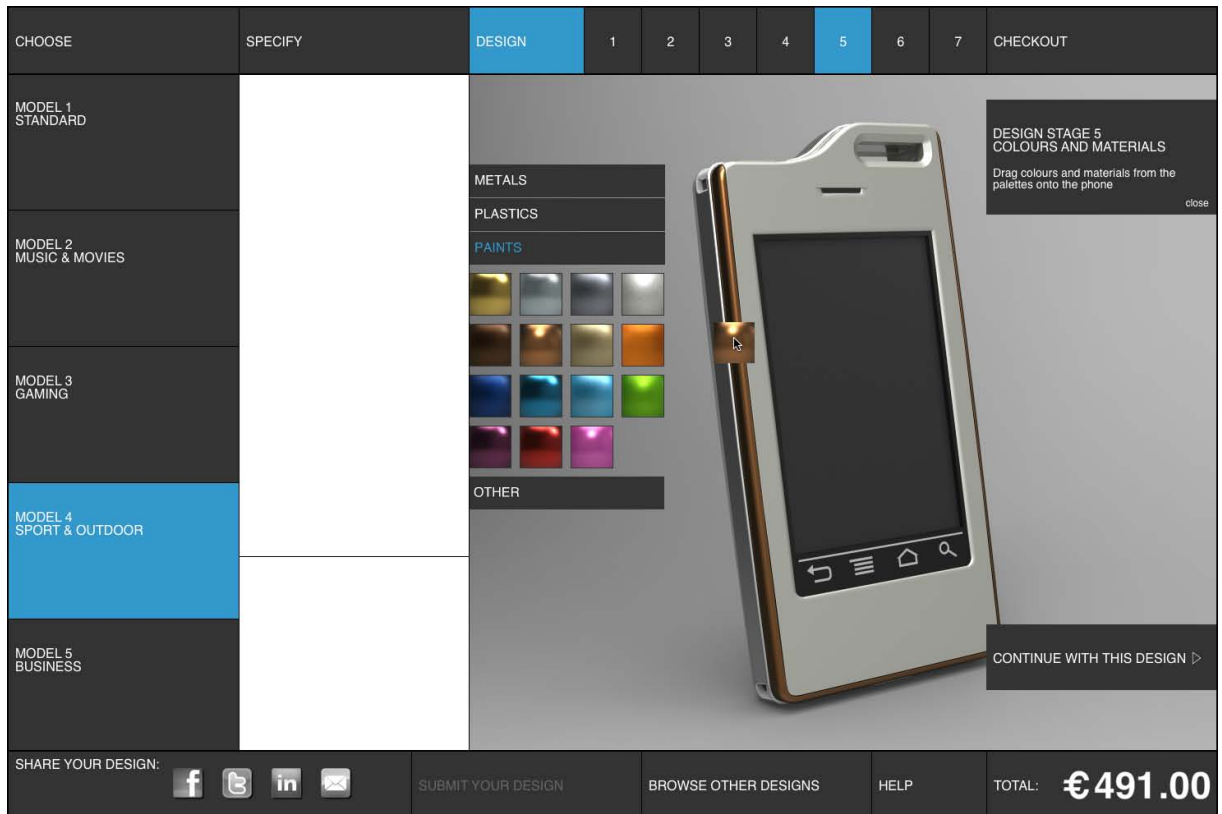 CHOOSE
SPECIFY
DESIGN
1
2
3
4
5
6
7
CHECKOUT
MODEL 1
STANDARD
MODEL 2
MUSIC & MOVIES
MODEL 3
GAMING
MODEL 4
SPORT & OUTDOOR
MODEL 5
BUSINESS
METALS
PLASTICS
PAINTS
OTHER
DESIGN STAGE 5
COLOURS AND MATERIALS
Drag colours and materials from the
palettes onto the phone
close
CONTINUE WITH THIS DESIGN
SHARE YOUR DESIGN:
f
t
in
SUBMIT YOUR DESIGN
BROWSE OTHER DESIGNS
HELP
TOTAL:
€491.00